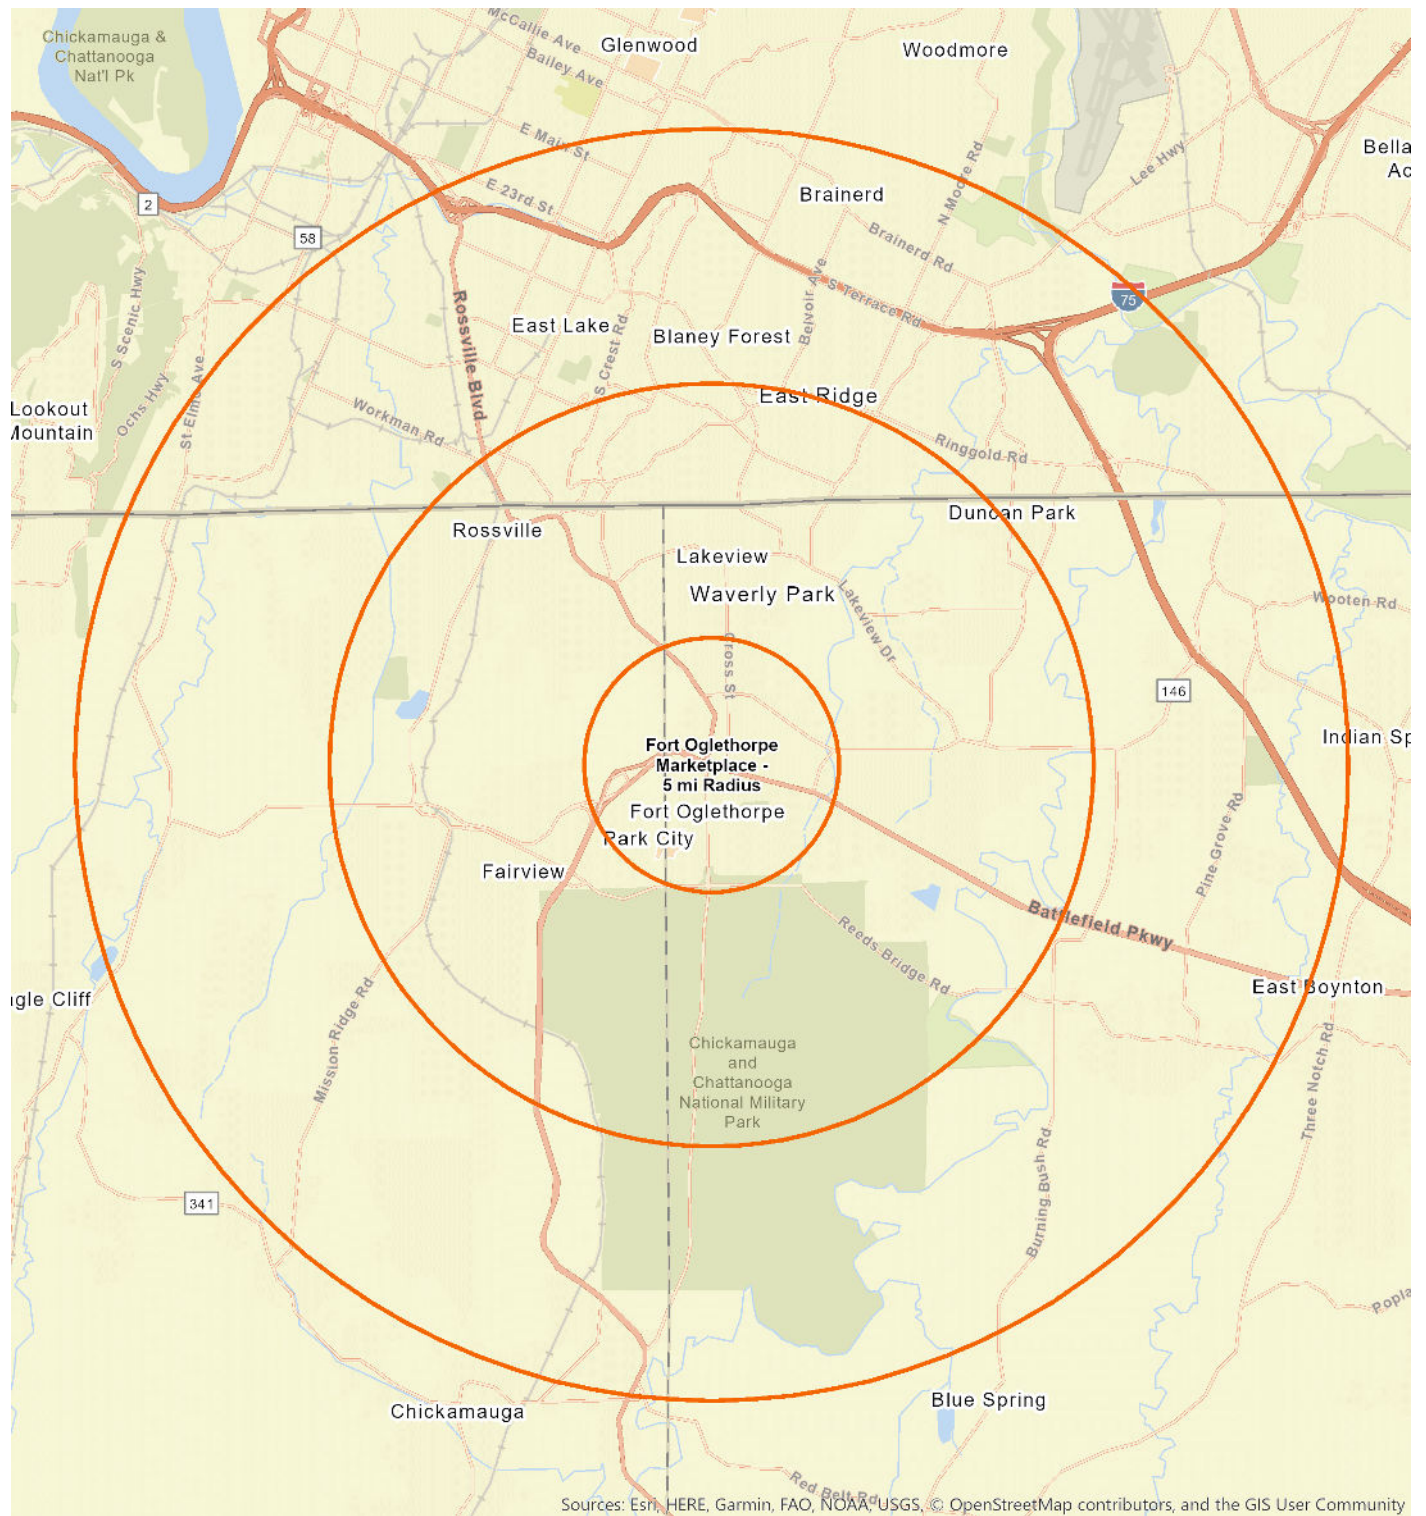 Chickamauga &
Chattanooga
Nat'l Pk
McCallie Ave
Bailey Ave
Glenwood
Woodmore
E Main St
E 23rd St
Brainerd
N Moore Rd
Lee Hwy
Bella
Ac
2
58
Brainerd Rd
Belvoir Ave
S Terrace Rd
75
S Scenic Hwy
Rossville Blvd
East Lake
S Crest Rd
Blaney Forest
East Ridge
Lookout
Mountain
Ochs Hwy
St Elmo Ave
Workman Rd
Ringgold Rd
Rossville
Duncan Park
Lakeview
Waverly Park
Lakeview Dr
Wooten Rd
Cross St
146
Indian Sp
Fort Oglethorpe
Marketplace -
5 mi Radius
Fort Oglethorpe
Park City
Fairview
Pine Grove Rd
Battlefield Pkwy
Reeds Bridge Rd
East Boynton
gle Cliff
Mission Ridge Rd
Chickamauga
and
Chattanooga
National Military
Park
Three Notch Rd
Burning Bush Rd
341
Popla
Chickamauga
Blue Spring
Red Belt Rd
Sources: Esri, HERE, Garmin, FAO, NOAA, USGS, © OpenStreetMap contributors, and the GIS User Community